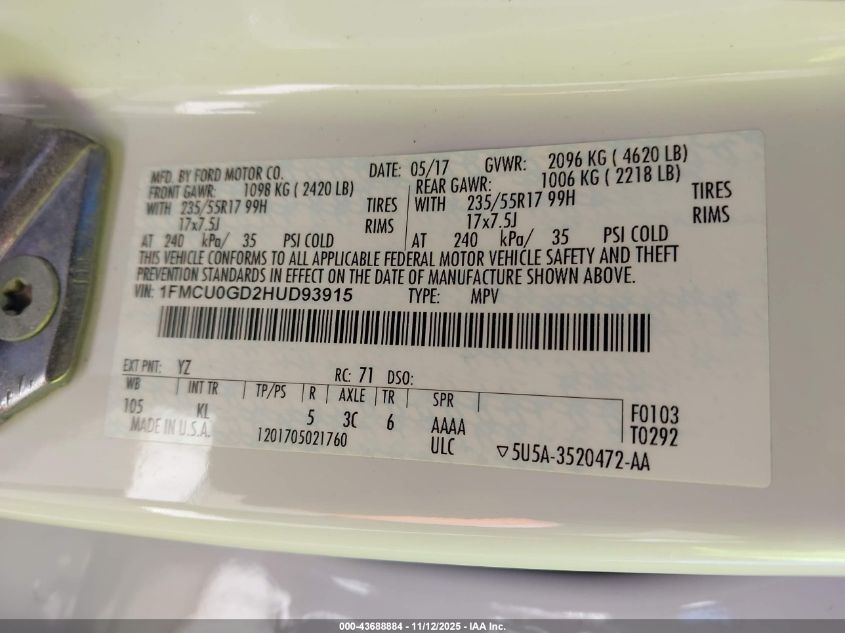 MFD. BY FORD MOTOR CO. DATE: 05/17 GVWR: 2096 KG ( 4620 LB)
FRONT GAWR: 1098 KG ( 2420 LB) REAR GAWR: 1006 KG ( 2218 LB)
WITH 235/55R17 99H TIRES WITH 235/55R17 99H TIRES
17x7.5J RIMS 17x7.5J RIMS
AT 240 kPa/ 35 PSI COLD AT 240 kPa/ 35 PSI COLD
THIS VEHICLE CONFORMS TO ALL APPLICABLE FEDERAL MOTOR VEHICLE SAFETY AND THEFT
PREVENTION STANDARDS IN EFFECT ON THE DATE OF MANUFACTURE SHOWN ABOVE.
VIN: 1FMCU0GD2HUD93915 TYPE: MPV
EXT PNT: YZ RC: 71 DSO:
WB INT TR TP/PS R AXLE TR SPR
105 KL 5 3C 6 AAAA F0103
MADE IN U.S.A. 1201705021760 ULC T0292
▽5U5A-3520472-AA
000-43688884 - 11/12/2025 - IAA Inc.